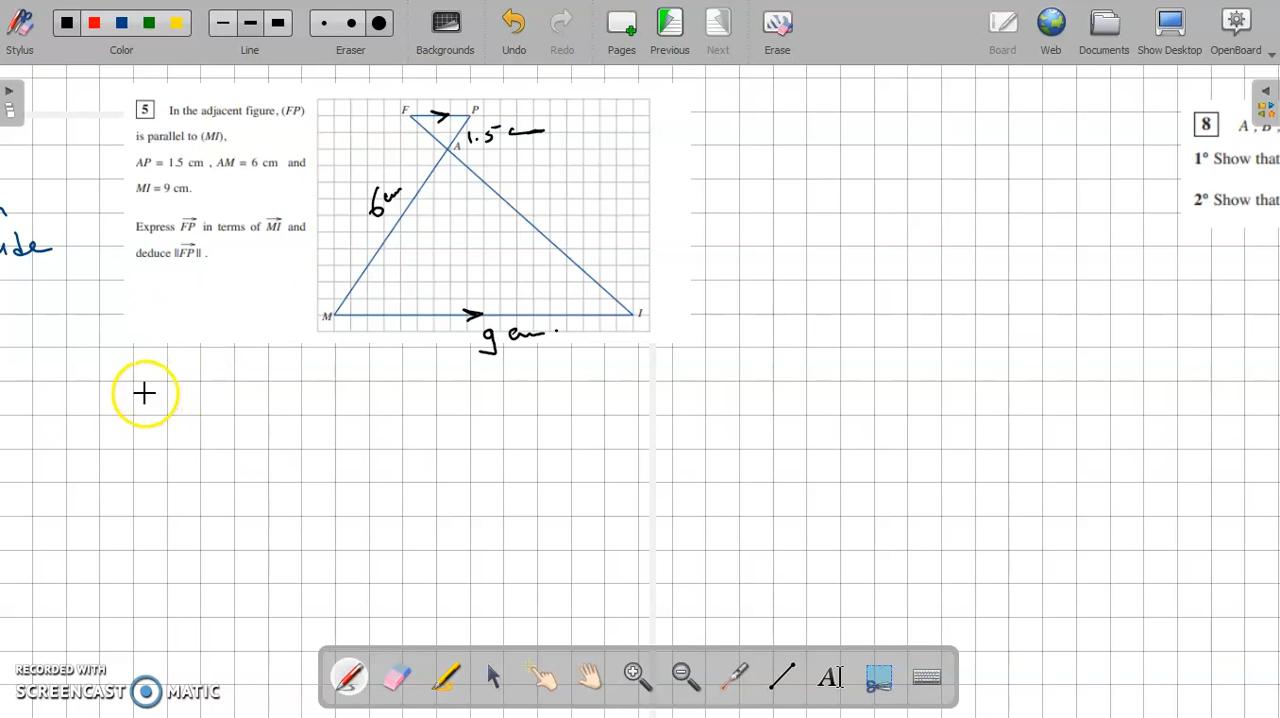 Stylus
Color
Line
Eraser
Backgrounds
Undo
Redo
Pages
Previous
Next
Erase
Board
Web
Documents
Show Desktop
OpenBoard
5 In the adjacent figure, (FP)
is parallel to (MI),
AP = 1.5 cm , AM = 6 cm and
MI = 9 cm.
Express FP in terms of MI and
deduce ||FP|| .
F
P
1.5 cm
A
6 cm
M
I
9 cm.
8 A , B ,
1° Show that
2° Show that
A
RECORDED WITH
SCREENCAST MATIC